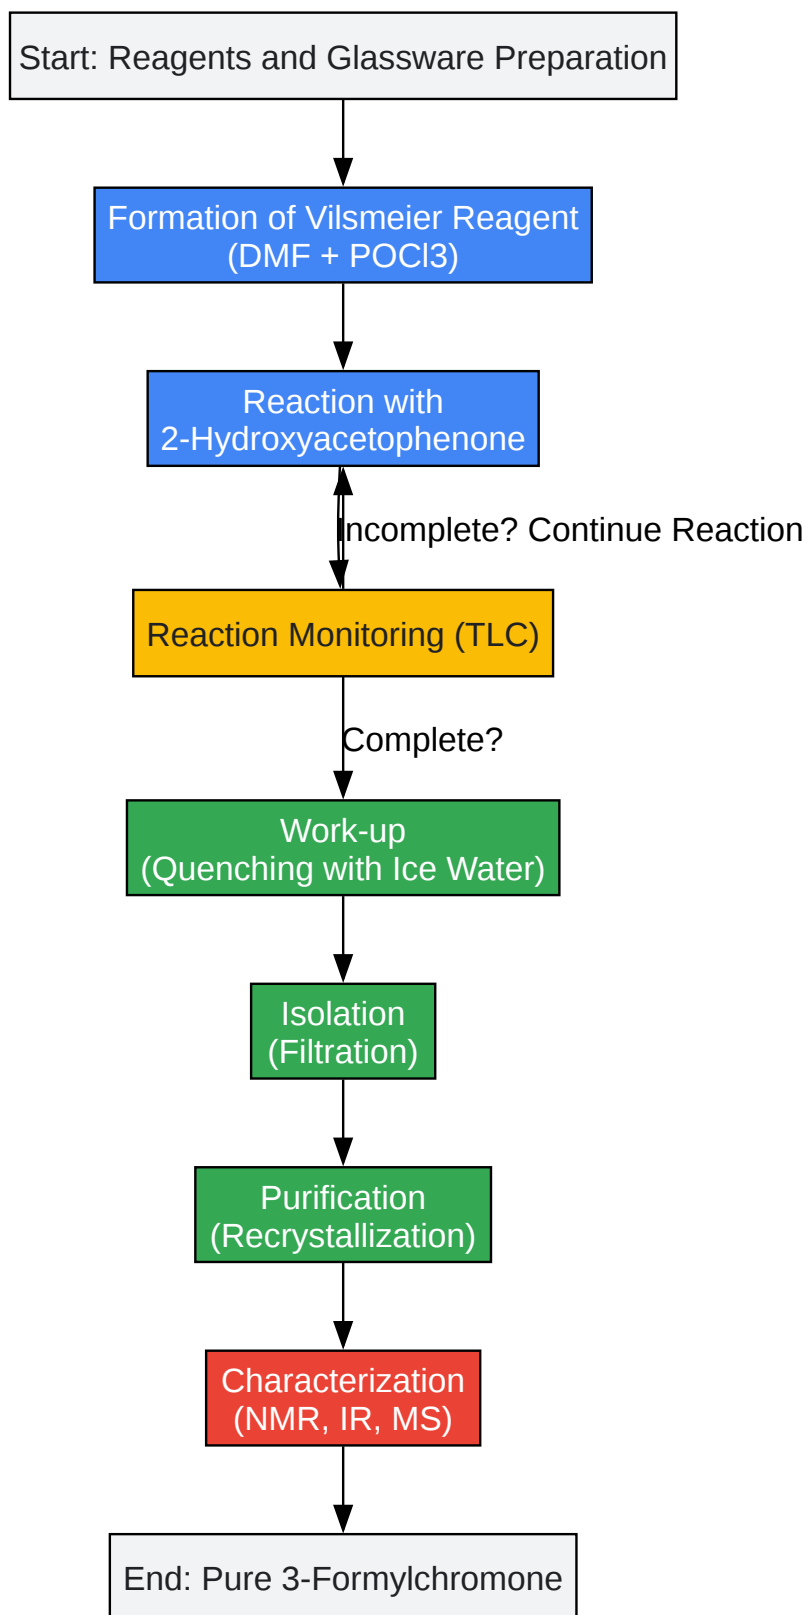 Start: Reagents and Glassware Preparation
Formation of Vilsmeier Reagent
(DMF + POCl3)
Reaction with
2-Hydroxyacetophenone
Incomplete? Continue Reaction
Reaction Monitoring (TLC)
Complete?
Work-up
(Quenching with Ice Water)
Isolation
(Filtration)
Purification
(Recrystallization)
Characterization
(NMR, IR, MS)
End: Pure 3-Formylchromone